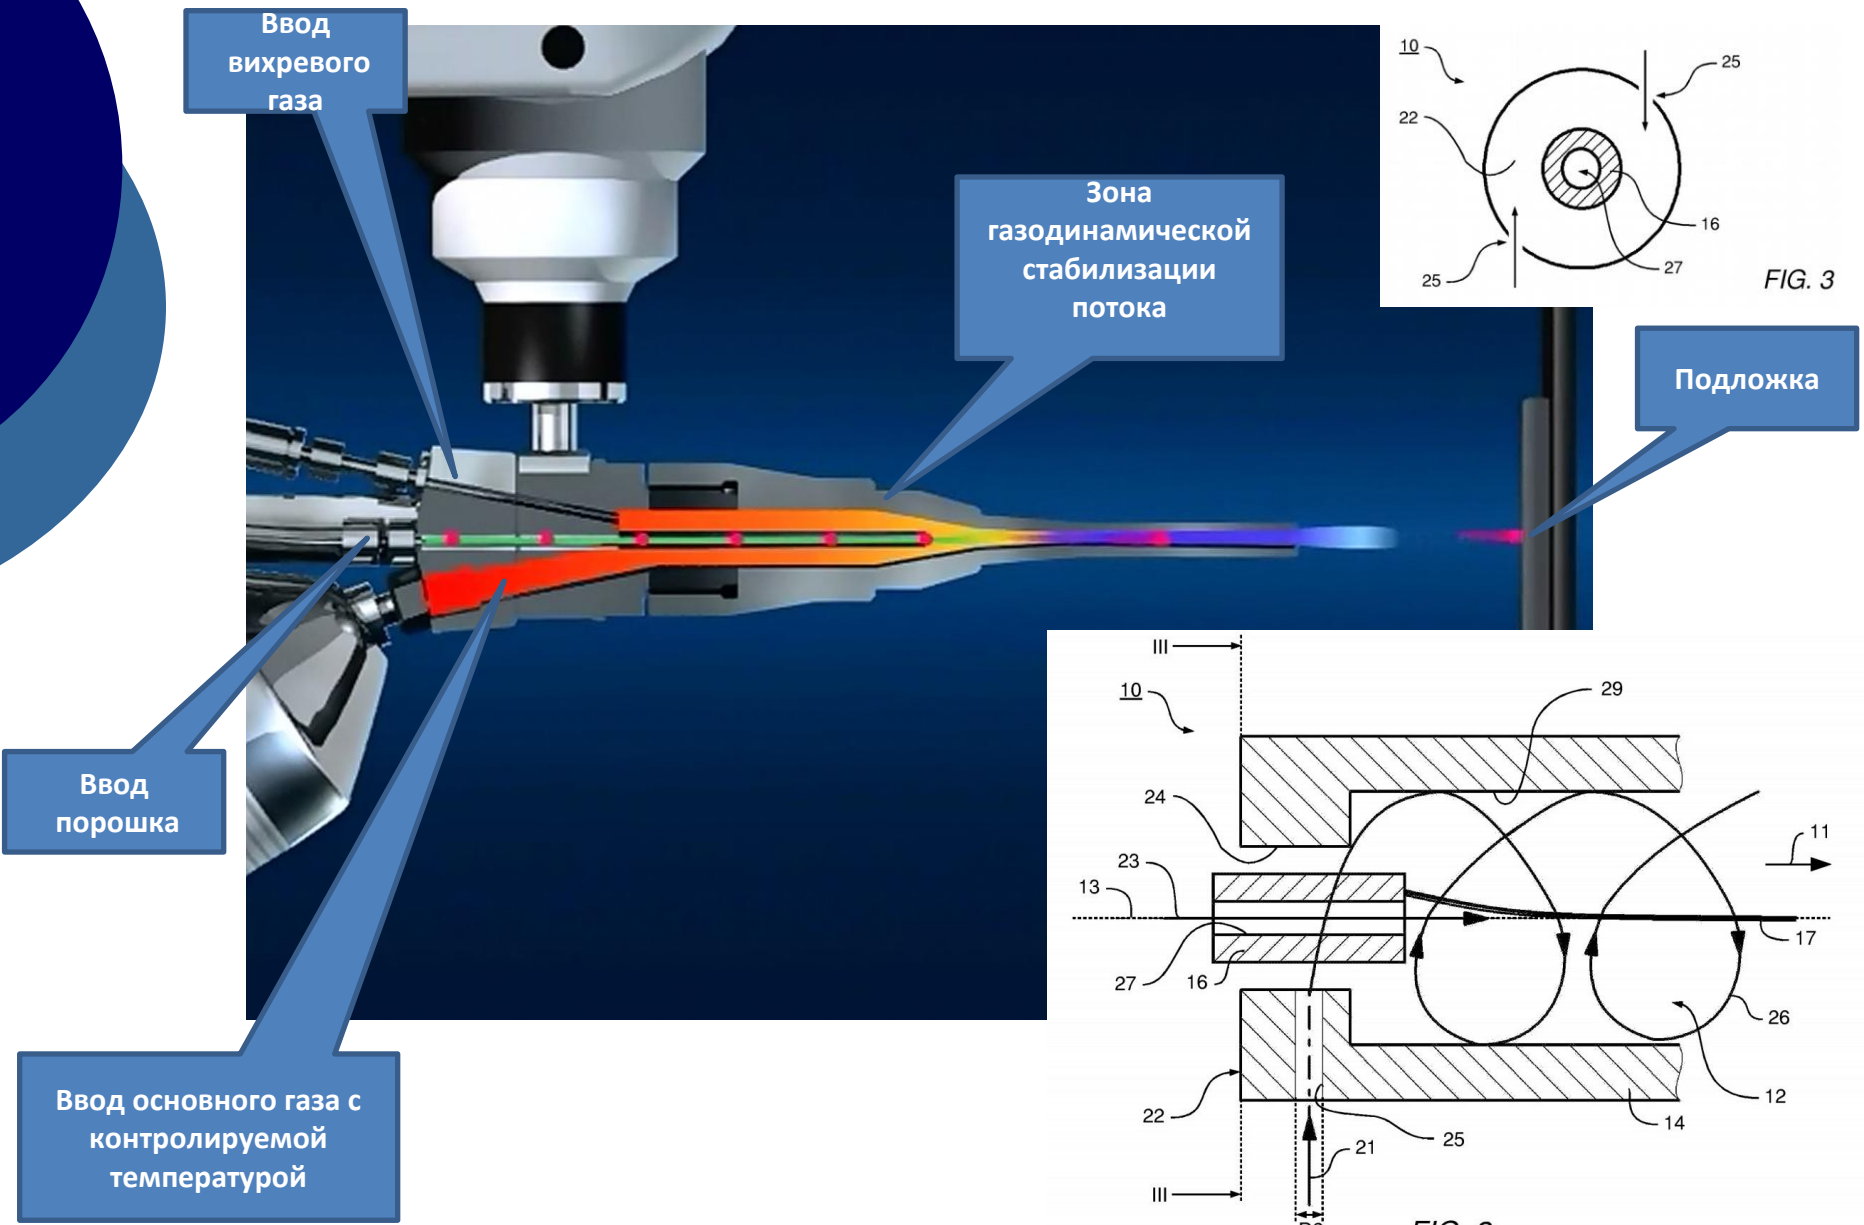 Ввод
вихревого
газа
Зона
газодинамической
стабилизации
потока
Подложка
Ввод
порошка
Ввод основного газа с
контролируемой
температурой
10
25
22
16
27
25
FIG. 3
III
10
29
24
11
23
13
17
27
16
26
12
22
14
25
21
III